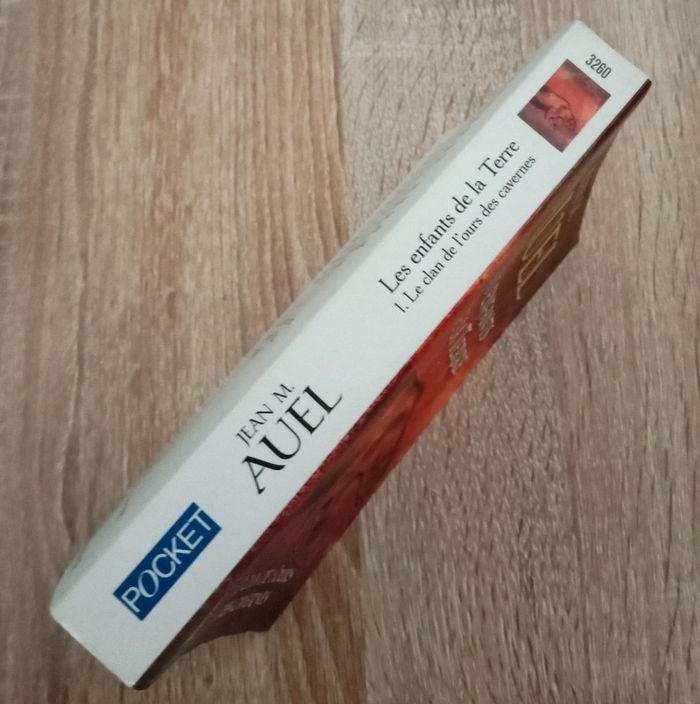 3260
Les enfants de la Terre
1. Le clan de l'ours des cavernes
JEAN M.
AUEL
POCKET